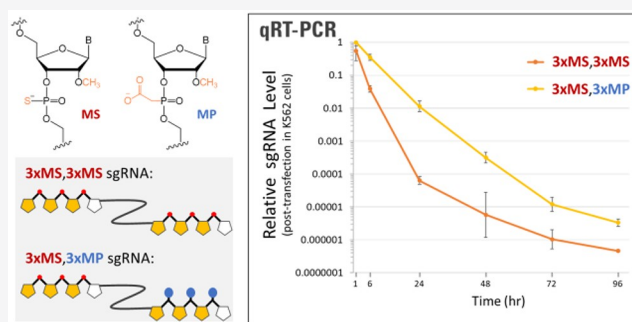 B
O
O
OCH₃
S⁻
P=O
O
MS
B
O
O
OCH₃
O
⁻O
P=O
O
O
MP
3xMS,3xMS sgRNA:
3xMS,3xMP sgRNA:
qRT-PCR
Relative sgRNA Level
(post-transfection in K562 cells)
1
0.1
0.01
0.001
0.0001
0.00001
0.000001
0.0000001
3xMS,3xMS
3xMS,3xMP
1 6 24 48 72 96
Time (hr)